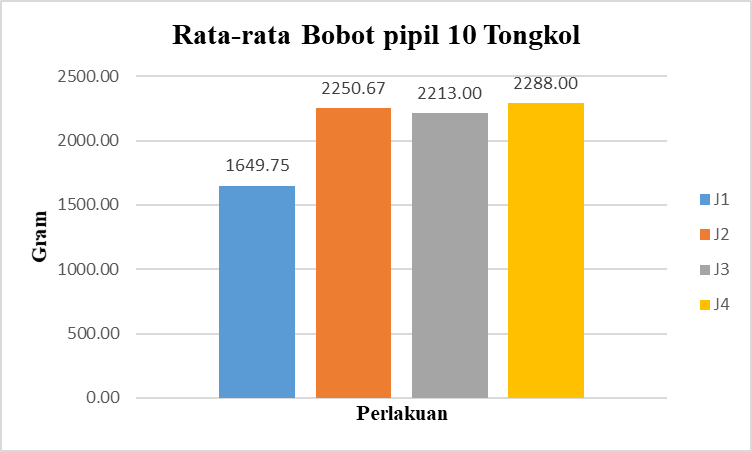 Rata-rata Bobot pipil 10 Tongkol
2500.00
2000.00
1500.00
1000.00
500.00
0.00
Gram
1649.75
2250.67
2213.00
2288.00
Perlakuan
J1
J2
J3
J4